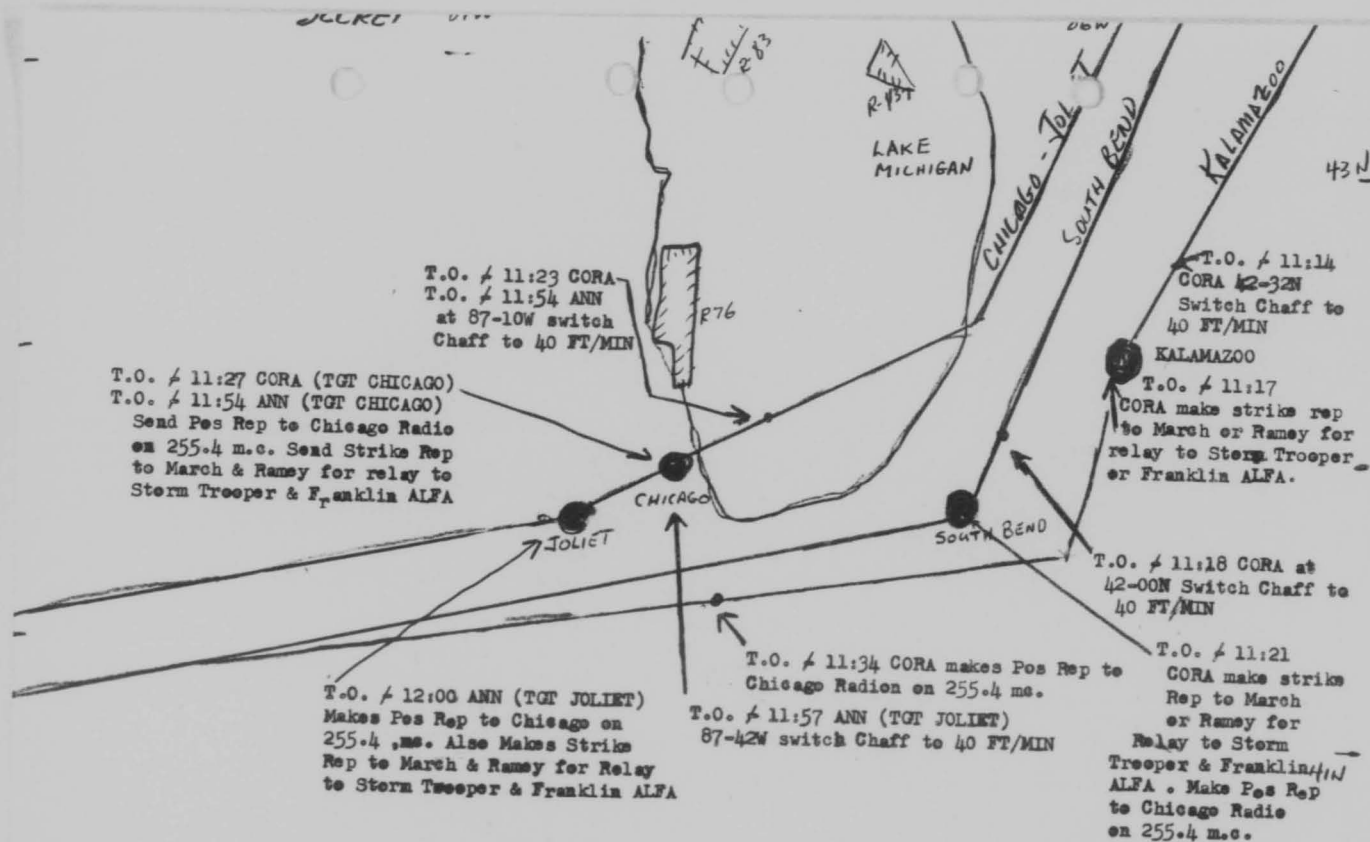 SECRET
06W
283
R-45T
LAKE
MICHIGAN
CHICAGO - JOL T
SOUTH BEND
KALAMAZOO
43 N
T.O. / 11:23 CORA
T.O. / 11:54 ANN
at 87-10W switch
Chaff to 40 FT/MIN
R76
T.O. / 11:14
CORA 42-32N
Switch Chaff to
40 FT/MIN
KALAMAZOO
T.O. / 11:27 CORA (TGT CHICAGO)
T.O. / 11:54 ANN (TGT CHICAGO)
Send Pos Rep to Chicago Radio
on 255.4 m.c. Send Strike Rep
to March & Ramey for relay to
Storm Trooper & Franklin ALFA
T.O. / 11:17
CORA make strike rep
to March or Ramey for
relay to Storm Trooper
or Franklin ALFA.
CHICAGO
JOLIET
SOUTH BEND
T.O. / 11:18 CORA at
42-00N Switch Chaff to
40 FT/MIN
T.O. / 11:34 CORA makes Pos Rep to
Chicago Radion on 255.4 mc.
T.O. / 11:57 ANN (TGT JOLIET)
87-42W switch Chaff to 40 FT/MIN
T.O. / 12:00 ANN (TGT JOLIET)
Makes Pos Rep to Chicago on
255.4 ,mc. Also Makes Strike
Rep to March & Ramey for Relay
to Storm Tweeper & Franklin ALFA
T.O. / 11:21
CORA make strike
Rep to March
or Ramey for
Relay to Storm
Trooper & Franklin
ALFA . Make Pos Rep
to Chicago Radio
on 255.4 m.c.
41N